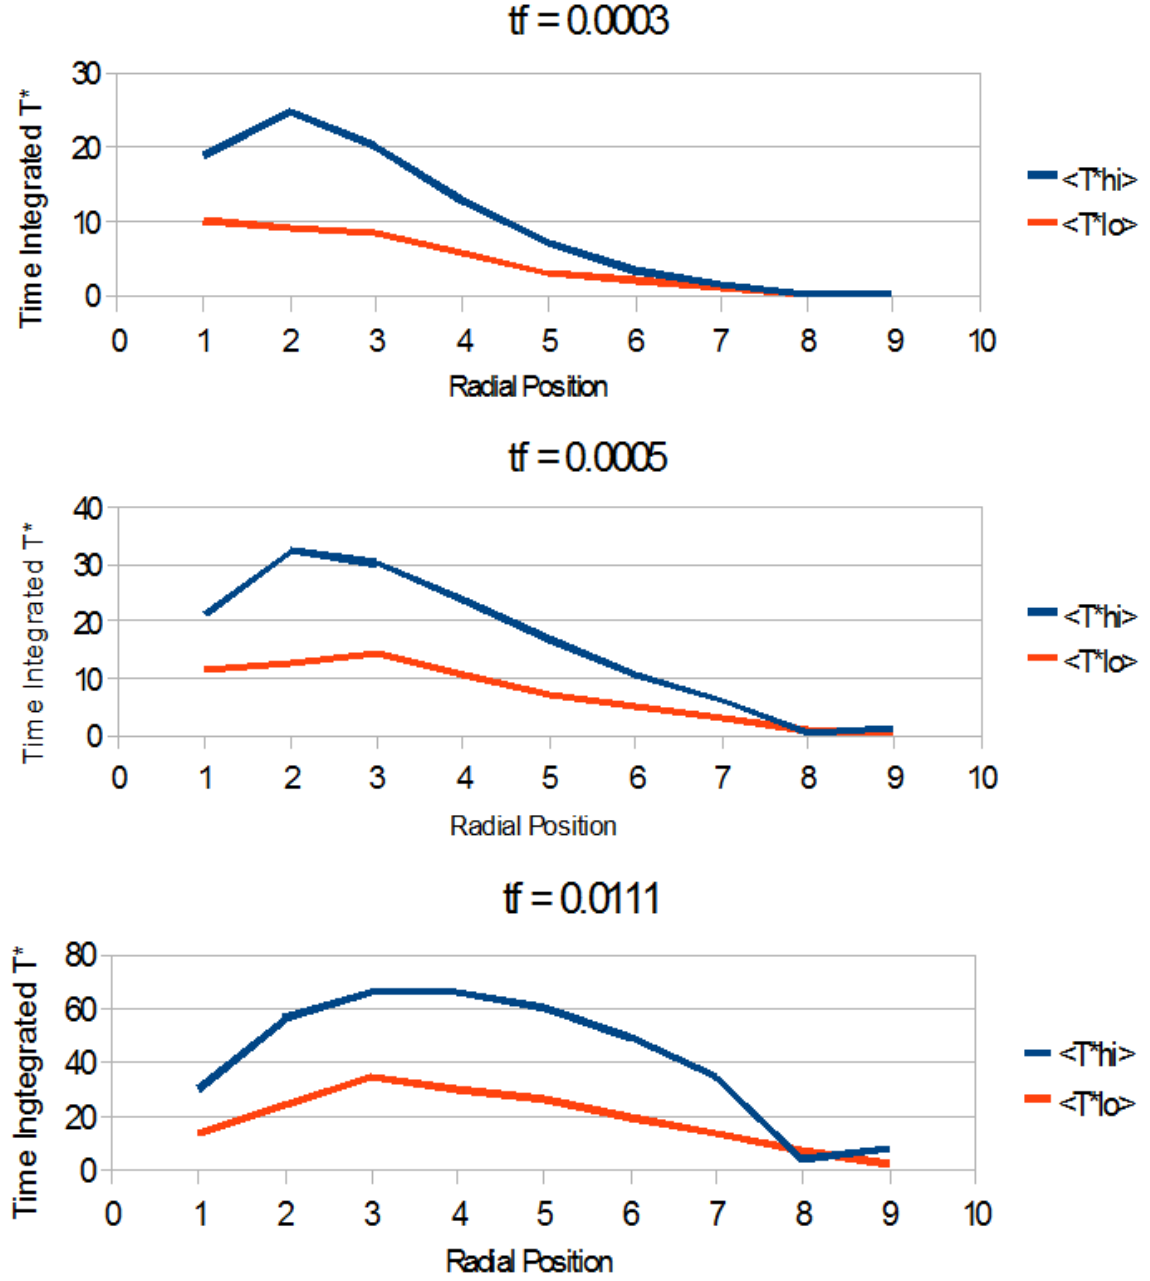 tf = 0.0003
Time Integrated T*
30
20
10
0
0 1 2 3 4 5 6 7 8 9 10
Radial Position
<T*hi>
<T*lo>
tf = 0.0005
Time Integrated T*
40
30
20
10
0
0 1 2 3 4 5 6 7 8 9 10
Radial Position
<T*hi>
<T*lo>
tf = 0.0111
Time Ingtegrated T*
80
60
40
20
0
0 1 2 3 4 5 6 7 8 9 10
Radial Position
<T*hi>
<T*lo>